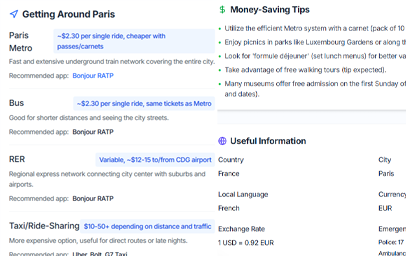 Getting Around Paris
Paris Metro
~$2.30 per single ride, cheaper with passes/carnets
Fast and extensive underground train network covering the entire city.
Recommended app: Bonjour RATP
Bus
~$2.30 per single ride, same tickets as Metro
Good for shorter distances and seeing the city streets.
Recommended app: Bonjour RATP
RER
Variable, ~$12-15 to/from CDG airport
Regional express network connecting city center with suburbs and
airports.
Recommended app: Bonjour RATP
Taxi/Ride-Sharing
$10-50+ depending on distance and traffic
More expensive option, useful for direct routes or late nights.
Recommended app: Uber, Bolt, G7 Taxi
Money-Saving Tips
Utilize the efficient Metro system with a carnet (pack of 10
Enjoy picnics in parks like Luxembourg Gardens or along th
Look for 'formule déjeuner' (set lunch menus) for better va
Take advantage of free walking tours (tip expected).
Many museums offer free admission on the first Sunday of
and dates).
Useful Information
Country
France
City
Paris
Local Language
French
Currency
EUR
Exchange Rate
1 USD ≈ 0.92 EUR
Emergen
Police: 17
Ambulanc